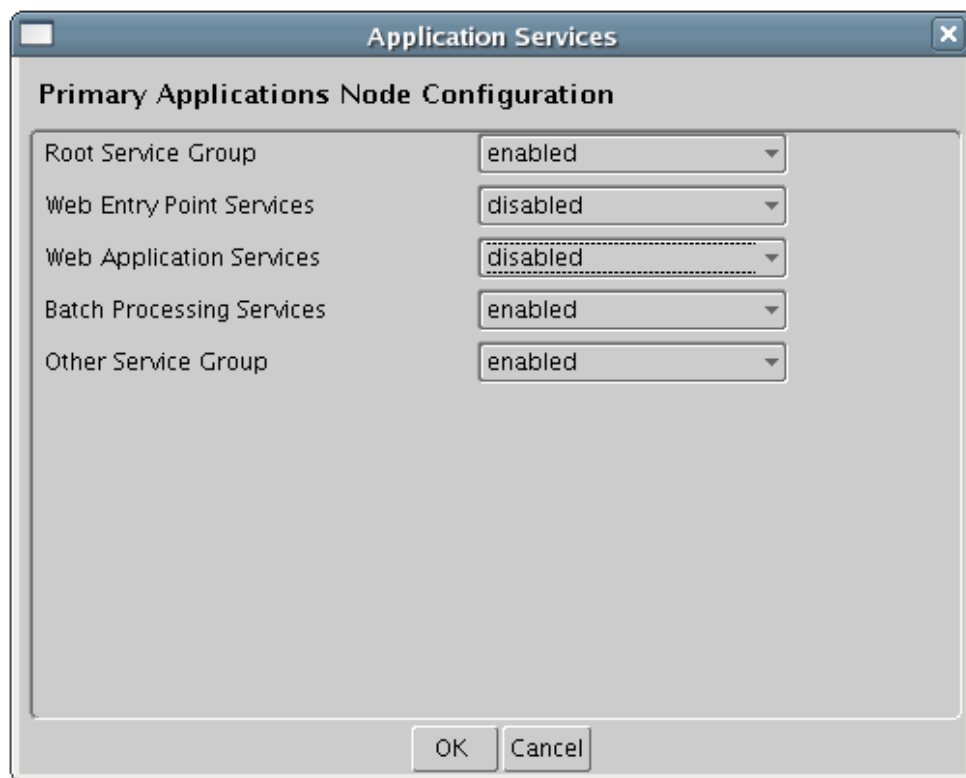 Application Services
Primary Applications Node Configuration
Root Service Group enabled
Web Entry Point Services disabled
Web Application Services disabled
Batch Processing Services enabled
Other Service Group enabled
OK Cancel